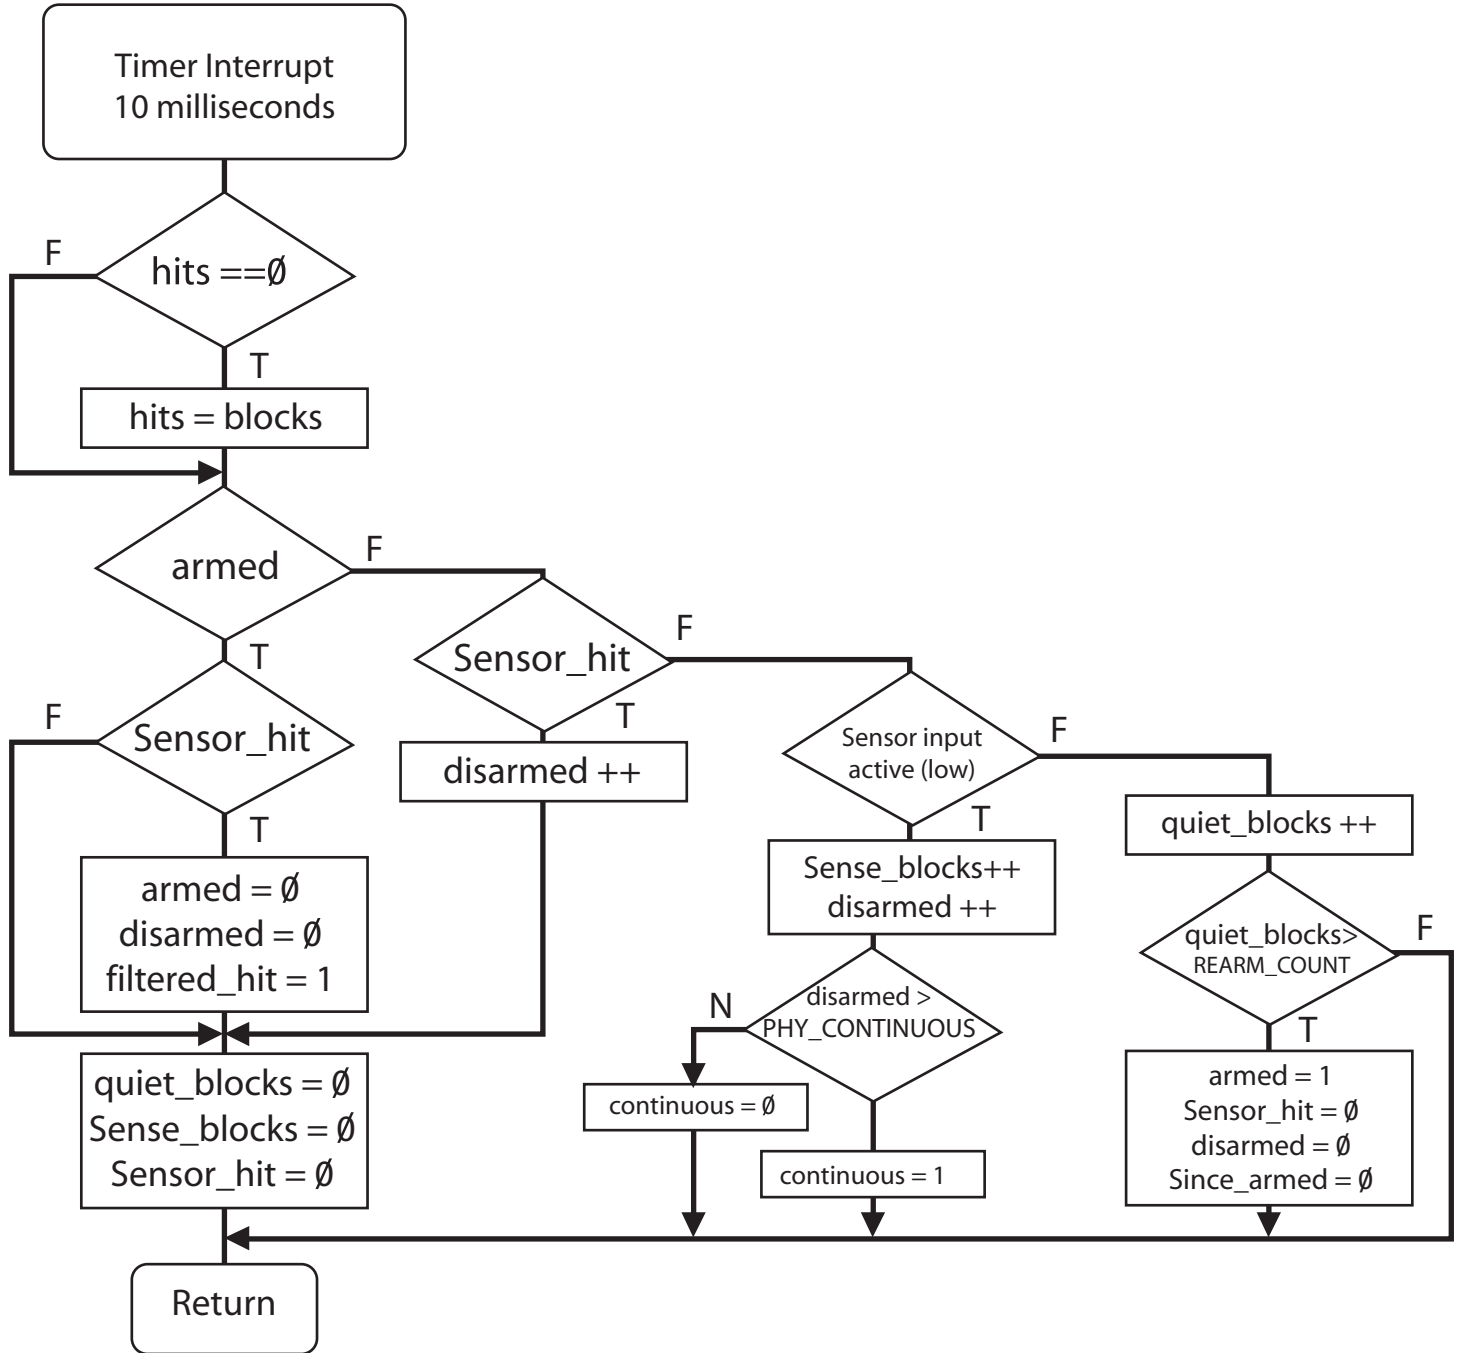 Timer Interrupt
10 milliseconds
F
hits ==Ø
T
hits = blocks
armed
F
T
Sensor_hit
F
T
Sensor_hit
F
T
disarmed ++
Sensor input
active (low)
F
T
quiet_blocks ++
Sense_blocks++
disarmed ++
armed = Ø
disarmed = Ø
filtered_hit = 1
quiet_blocks>
REARM_COUNT
F
T
disarmed >
PHY_CONTINUOUS
N
continuous = Ø
continuous = 1
armed = 1
Sensor_hit = Ø
disarmed = Ø
Since_armed = Ø
quiet_blocks = Ø
Sense_blocks = Ø
Sensor_hit = Ø
Return